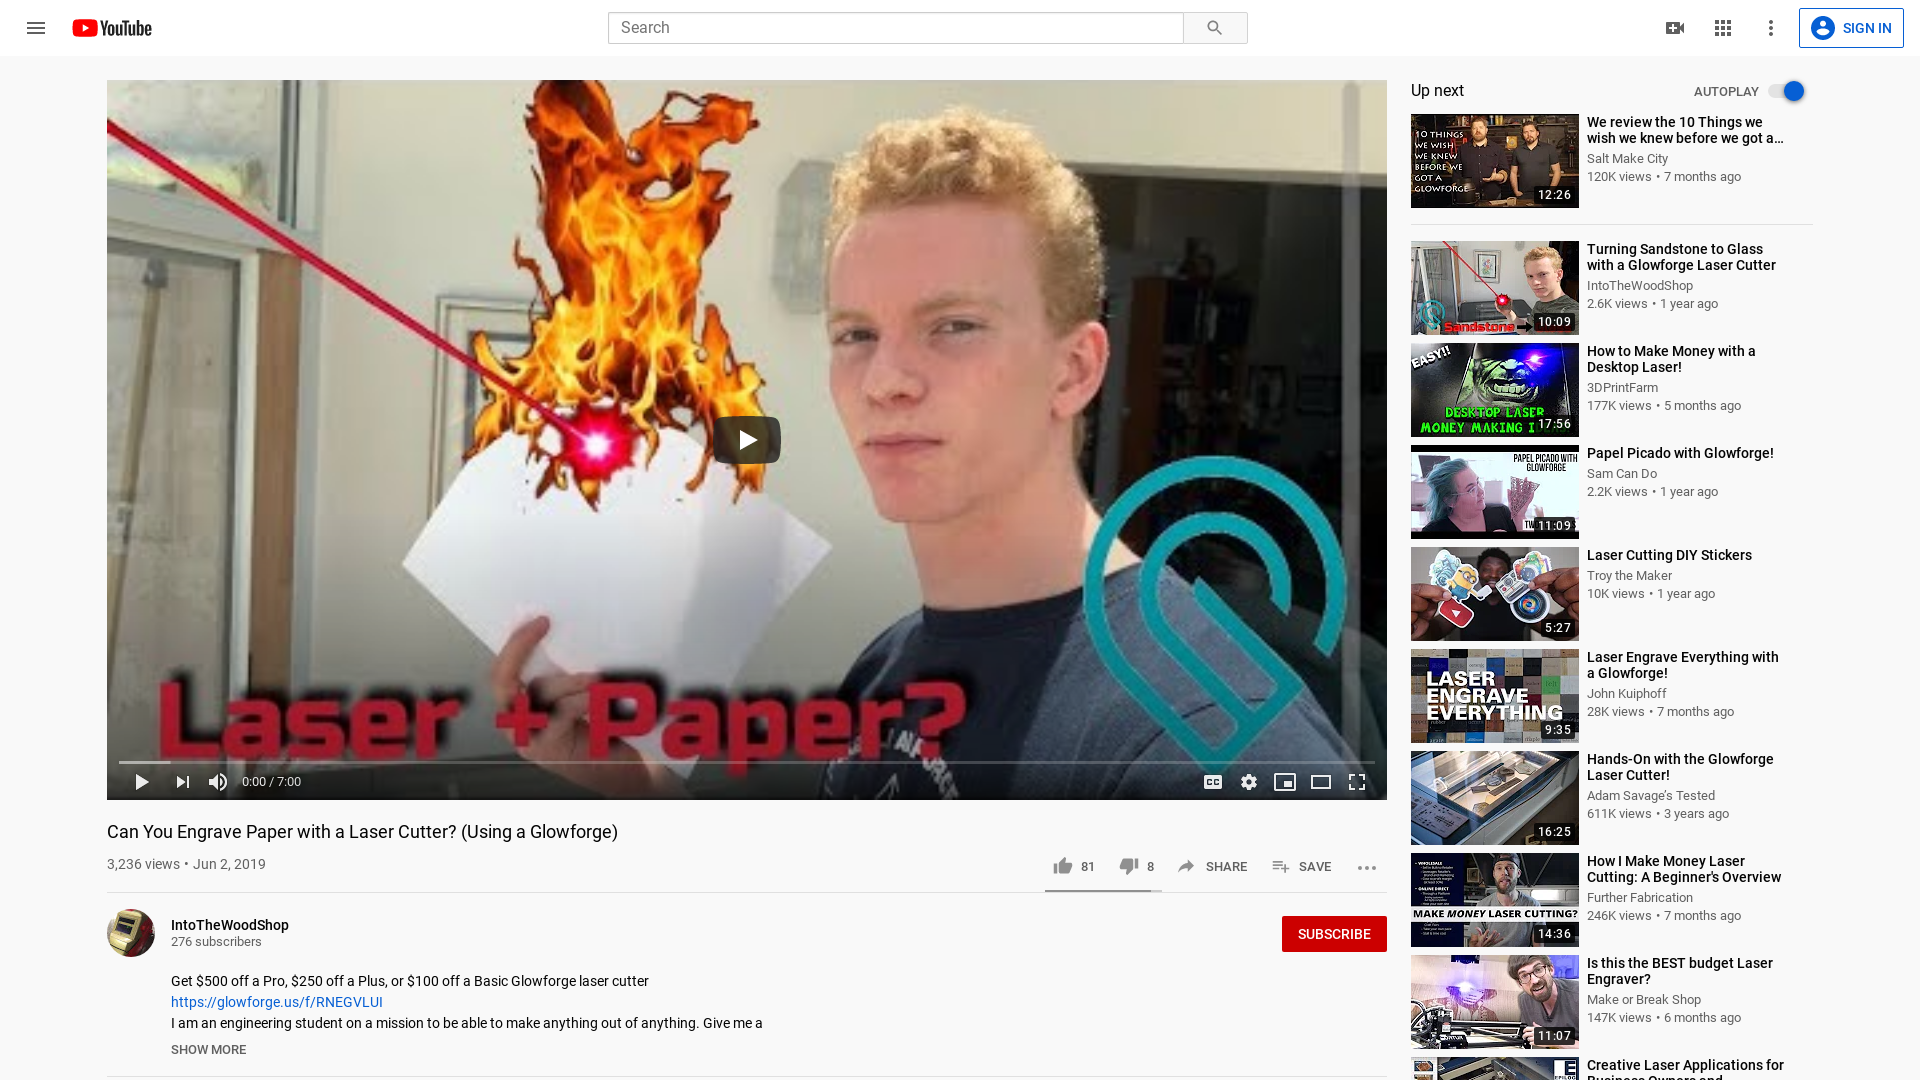 YouTube
Search
SIGN IN
Laser + Paper?
0:00 / 7:00
Can You Engrave Paper with a Laser Cutter? (Using a Glowforge)
3,236 views • Jun 2, 2019
81
8
SHARE
SAVE
IntoTheWoodShop
276 subscribers
SUBSCRIBE
Get $500 off a Pro, $250 off a Plus, or $100 off a Basic Glowforge laser cutter
https://glowforge.us/f/RNEGVLUI
I am an engineering student on a mission to be able to make anything out of anything. Give me a
SHOW MORE
Up next
AUTOPLAY
10 THINGS
WE WISH
WE KNEW
BEFORE WE
GOT A
GLOWFORGE
12:26
We review the 10 Things we
wish we knew before we got a…
Salt Make City
120K views • 7 months ago
Sandstone
10:09
Turning Sandstone to Glass
with a Glowforge Laser Cutter
IntoTheWoodShop
2.6K views • 1 year ago
EASY!!
DESKTOP LASER
MONEY MAKING
17:56
How to Make Money with a
Desktop Laser!
3DPrintFarm
177K views • 5 months ago
PAPEL PICADO WITH
GLOWFORGE
11:09
Papel Picado with Glowforge!
Sam Can Do
2.2K views • 1 year ago
5:27
Laser Cutting DIY Stickers
Troy the Maker
10K views • 1 year ago
LASER
ENGRAVE
EVERYTHING
9:35
Laser Engrave Everything with
a Glowforge!
John Kuiphoff
28K views • 7 months ago
16:25
Hands-On with the Glowforge
Laser Cutter!
Adam Savage's Tested
611K views • 3 years ago
MAKE MONEY LASER CUTTING?
14:36
How I Make Money Laser
Cutting: A Beginner's Overview
Further Fabrication
246K views • 7 months ago
11:07
Is this the BEST budget Laser
Engraver?
Make or Break Shop
147K views • 6 months ago
Creative Laser Applications for